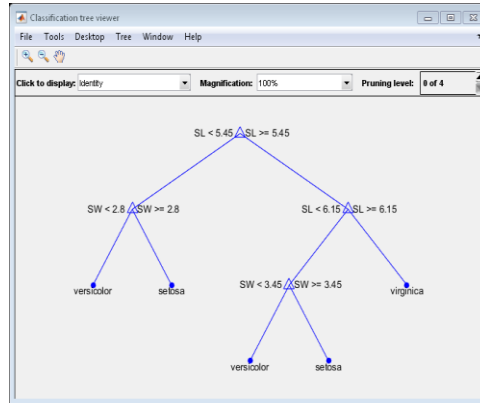 Classification tree viewer
File Tools Desktop Tree Window Help
Click to display: Identity Magnification: 100% Pruning level: 0 of 4
SL < 5.45 SL >= 5.45
SW < 2.8 SW >= 2.8 SL < 6.15 SL >= 6.15
versicolor setosa SW < 3.45 SW >= 3.45 virginica
versicolor setosa